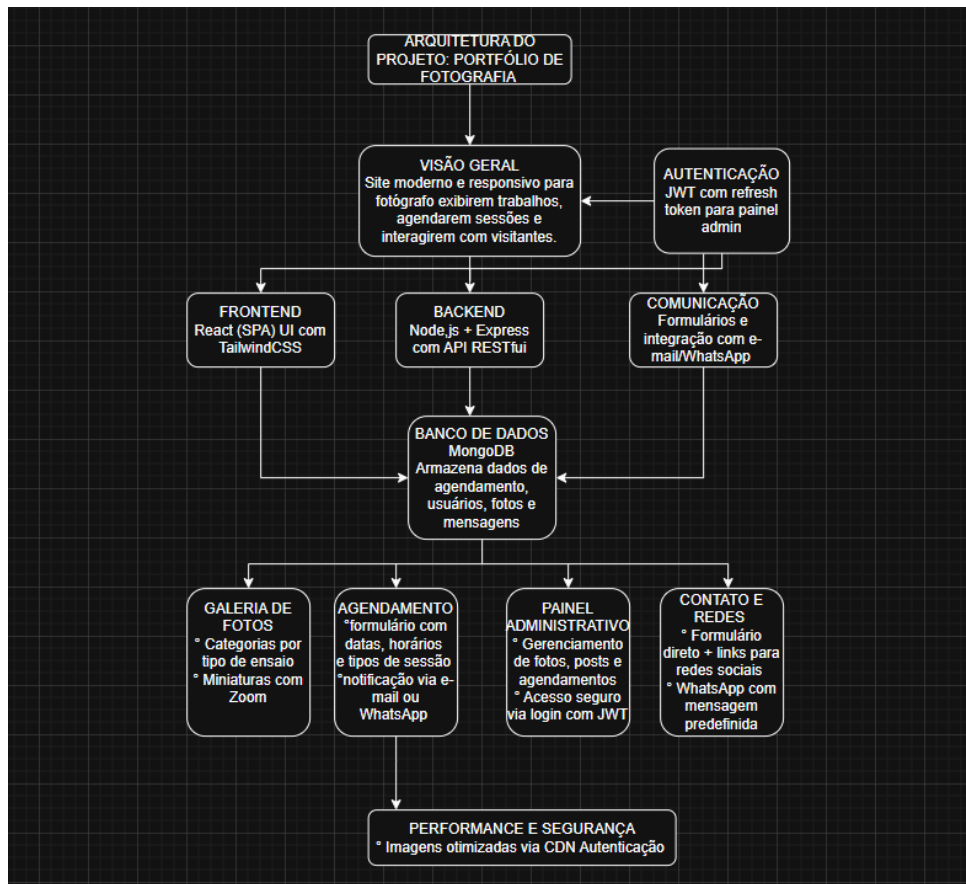 ARQUITETURA DO
PROJETO: PORTFÓLIO DE
FOTOGRAFIA
VISÃO GERAL
Site moderno e responsivo para
fotógrafo exibirem trabalhos,
agendarem sessões e
interagirem com visitantes.
AUTENTICAÇÃO
JWT com refresh
token para painel
admin
FRONTEND
React (SPA) UI com
TailwindCSS
BACKEND
Node,js + Express
com API RESTfui
COMUNICAÇÃO
Formulários e
integração com e-
mail/WhatsApp
BANCO DE DADOS
MongoDB
Armazena dados de
agendamento,
usuários, fotos e
mensagens
GALERIA DE
FOTOS
° Categorias por
tipo de ensaio
° Miniaturas com
Zoom
AGENDAMENTO
°formulário com
datas, horários
e tipos de sessão
°notificação via e-
mail ou
WhatsApp
PAINEL
ADMINISTRATIVO
° Gerenciamento
de fotos, posts e
agendamentos
° Acesso seguro
via login com JWT
CONTATO E
REDES
° Formulário
direto + links para
redes sociais
° WhatsApp com
mensagem
predefinida
PERFORMANCE E SEGURANÇA
° Imagens otimizadas via CDN Autenticação